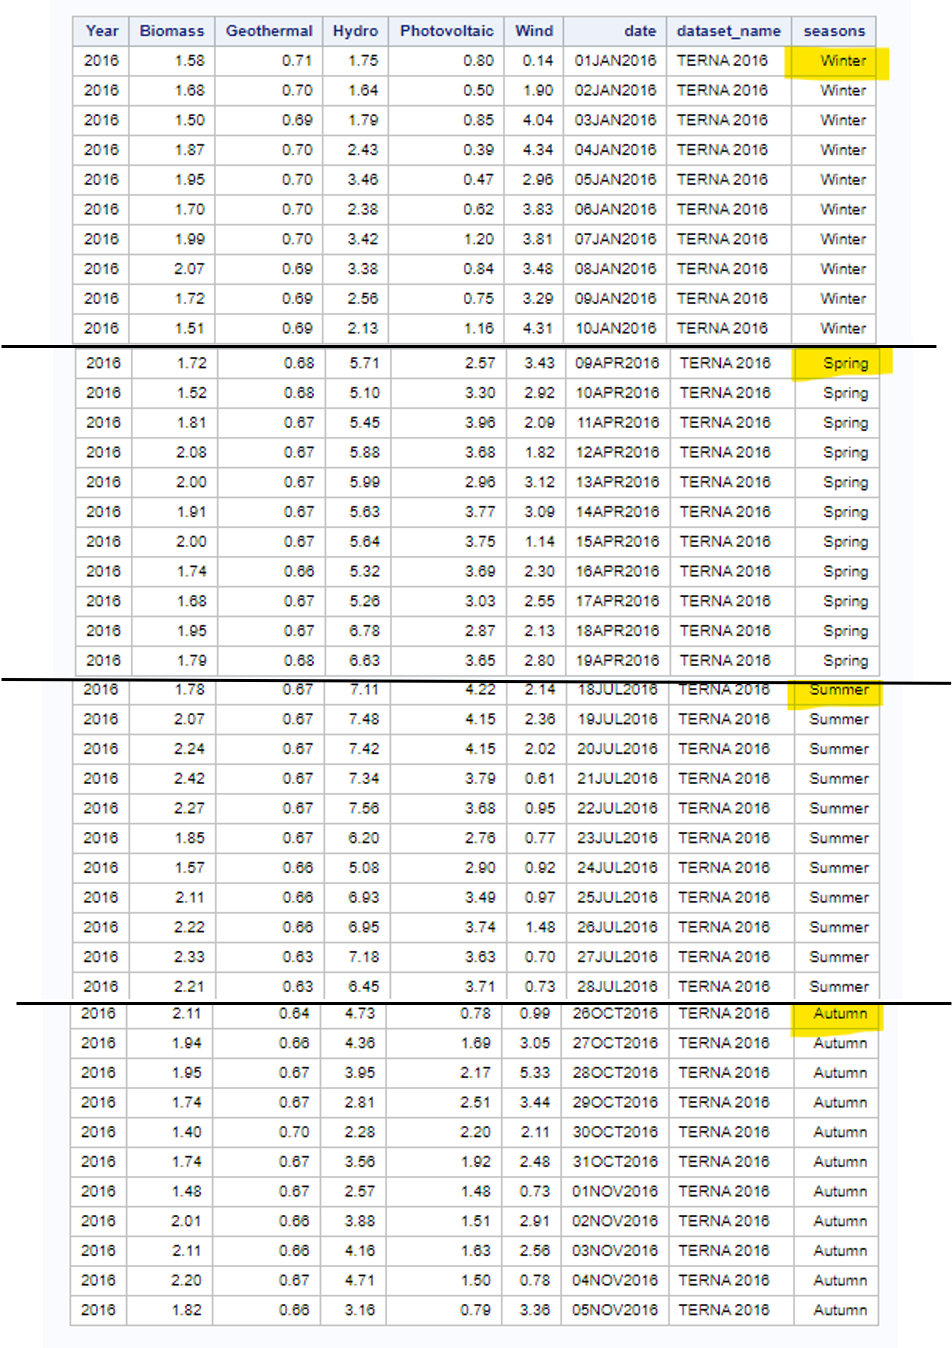 Year Biomass Geothermal Hydro Photovoltaic Wind date dataset_name seasons
2016 1.58 0.71 1.75 0.80 0.14 01JAN2016 TERNA 2016 Winter
2016 1.68 0.70 1.64 0.50 1.90 02JAN2016 TERNA 2016 Winter
2016 1.50 0.69 1.79 0.85 4.04 03JAN2016 TERNA 2016 Winter
2016 1.87 0.70 2.43 0.39 4.34 04JAN2016 TERNA 2016 Winter
2016 1.95 0.70 3.46 0.47 2.96 05JAN2016 TERNA 2016 Winter
2016 1.70 0.70 2.38 0.62 3.83 06JAN2016 TERNA 2016 Winter
2016 1.99 0.70 3.42 1.20 3.81 07JAN2016 TERNA 2016 Winter
2016 2.07 0.69 3.38 0.84 3.48 08JAN2016 TERNA 2016 Winter
2016 1.72 0.69 2.56 0.75 3.29 09JAN2016 TERNA 2016 Winter
2016 1.51 0.69 2.13 1.16 4.31 10JAN2016 TERNA 2016 Winter
2016 1.72 0.68 5.71 2.57 3.43 09APR2016 TERNA 2016 Spring
2016 1.52 0.68 5.10 3.30 2.92 10APR2016 TERNA 2016 Spring
2016 1.81 0.67 5.45 3.96 2.09 11APR2016 TERNA 2016 Spring
2016 2.08 0.67 5.88 3.68 1.82 12APR2016 TERNA 2016 Spring
2016 2.00 0.67 5.99 2.96 3.12 13APR2016 TERNA 2016 Spring
2016 1.91 0.67 5.63 3.77 3.09 14APR2016 TERNA 2016 Spring
2016 2.00 0.67 5.64 3.75 1.14 15APR2016 TERNA 2016 Spring
2016 1.74 0.66 5.32 3.69 2.30 16APR2016 TERNA 2016 Spring
2016 1.68 0.67 5.26 3.03 2.55 17APR2016 TERNA 2016 Spring
2016 1.95 0.67 6.78 2.87 2.13 18APR2016 TERNA 2016 Spring
2016 1.79 0.68 6.63 3.65 2.80 19APR2016 TERNA 2016 Spring
2016 1.78 0.67 7.11 4.22 2.14 18JUL2016 TERNA 2016 Summer
2016 2.07 0.67 7.48 4.15 2.36 19JUL2016 TERNA 2016 Summer
2016 2.24 0.67 7.42 4.15 2.02 20JUL2016 TERNA 2016 Summer
2016 2.42 0.67 7.34 3.79 0.61 21JUL2016 TERNA 2016 Summer
2016 2.27 0.67 7.56 3.68 0.95 22JUL2016 TERNA 2016 Summer
2016 1.85 0.67 6.20 2.76 0.77 23JUL2016 TERNA 2016 Summer
2016 1.57 0.66 5.08 2.90 0.92 24JUL2016 TERNA 2016 Summer
2016 2.11 0.66 6.93 3.49 0.97 25JUL2016 TERNA 2016 Summer
2016 2.22 0.66 6.95 3.74 1.48 26JUL2016 TERNA 2016 Summer
2016 2.33 0.63 7.18 3.63 0.70 27JUL2016 TERNA 2016 Summer
2016 2.21 0.63 6.45 3.71 0.73 28JUL2016 TERNA 2016 Summer
2016 2.11 0.64 4.73 0.78 0.99 26OCT2016 TERNA 2016 Autumn
2016 1.94 0.66 4.36 1.69 3.05 27OCT2016 TERNA 2016 Autumn
2016 1.95 0.67 3.95 2.17 5.33 28OCT2016 TERNA 2016 Autumn
2016 1.74 0.67 2.81 2.51 3.44 29OCT2016 TERNA 2016 Autumn
2016 1.40 0.70 2.28 2.20 2.11 30OCT2016 TERNA 2016 Autumn
2016 1.74 0.67 3.56 1.92 2.48 31OCT2016 TERNA 2016 Autumn
2016 1.48 0.67 2.57 1.48 0.73 01NOV2016 TERNA 2016 Autumn
2016 2.01 0.66 3.88 1.51 2.91 02NOV2016 TERNA 2016 Autumn
2016 2.11 0.66 4.16 1.63 2.56 03NOV2016 TERNA 2016 Autumn
2016 2.20 0.67 4.71 1.50 0.78 04NOV2016 TERNA 2016 Autumn
2016 1.82 0.66 3.16 0.79 3.36 05NOV2016 TERNA 2016 Autumn